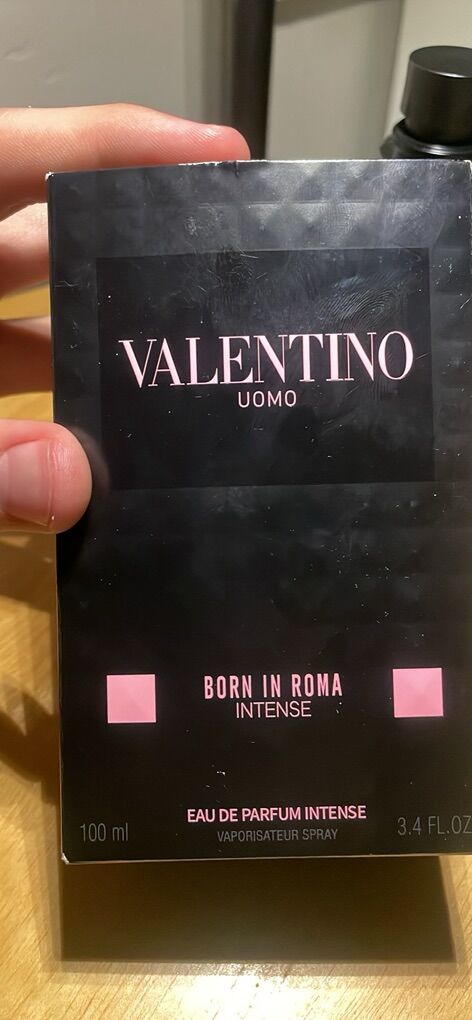 VALENTINO
UOMO
BORN IN ROMA
INTENSE
EAU DE PARFUM INTENSE
100 ml
VAPORISATEUR SPRAY
3.4 FL.OZ